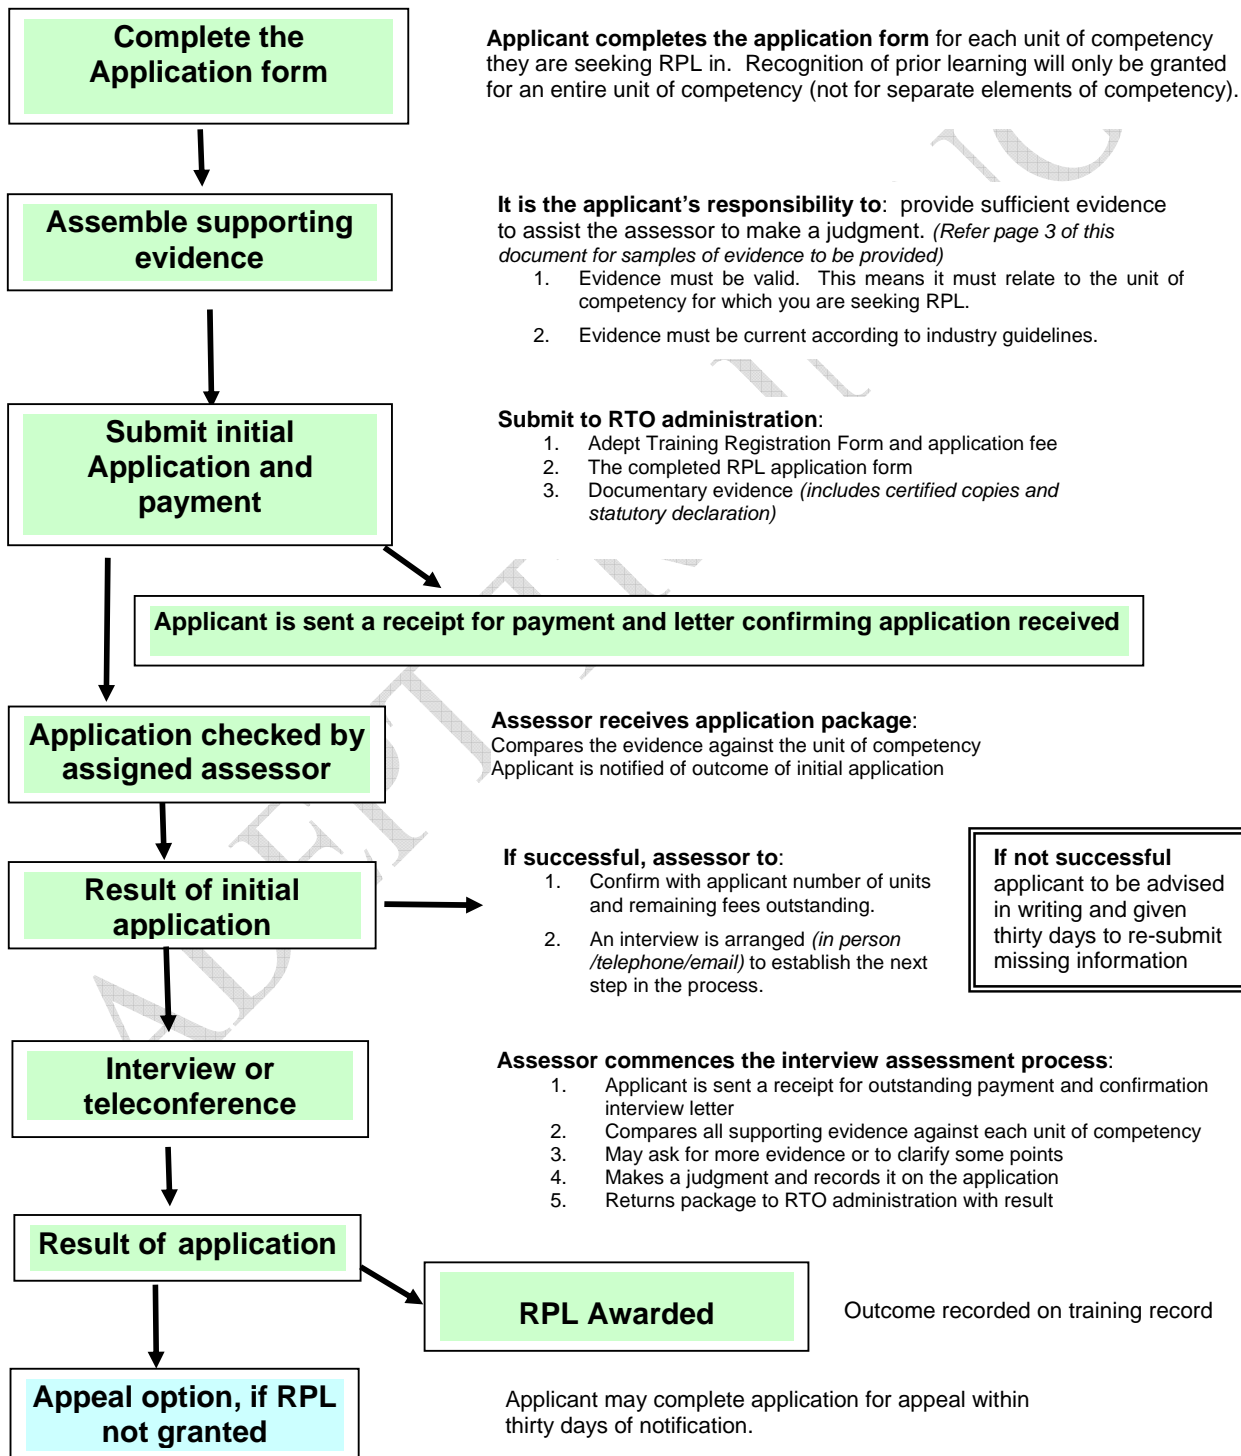 Complete the
Application form
Applicant completes the application form for each unit of competency
they are seeking RPL in. Recognition of prior learning will only be granted
for an entire unit of competency (not for separate elements of competency).
Assemble supporting
evidence
It is the applicant's responsibility to: provide sufficient evidence
to assist the assessor to make a judgment. (Refer page 3 of this
document for samples of evidence to be provided)
1. Evidence must be valid. This means it must relate to the unit of
competency for which you are seeking RPL.
2. Evidence must be current according to industry guidelines.
Submit initial
Application and
payment
Submit to RTO administration:
1. Adept Training Registration Form and application fee
2. The completed RPL application form
3. Documentary evidence (includes certified copies and
statutory declaration)
Applicant is sent a receipt for payment and letter confirming application received
Application checked by
assigned assessor
Assessor receives application package:
Compares the evidence against the unit of competency
Applicant is notified of outcome of initial application
Result of initial
application
If successful, assessor to:
1. Confirm with applicant number of units
and remaining fees outstanding.
2. An interview is arranged (in person
/telephone/email) to establish the next
step in the process.
If not successful
applicant to be advised
in writing and given
thirty days to re-submit
missing information
Interview or
teleconference
Assessor commences the interview assessment process:
1. Applicant is sent a receipt for outstanding payment and confirmation
interview letter
2. Compares all supporting evidence against each unit of competency
3. May ask for more evidence or to clarify some points
4. Makes a judgment and records it on the application
5. Returns package to RTO administration with result
Result of application
RPL Awarded
Outcome recorded on training record
Appeal option, if RPL
not granted
Applicant may complete application for appeal within
thirty days of notification.
ADEPT